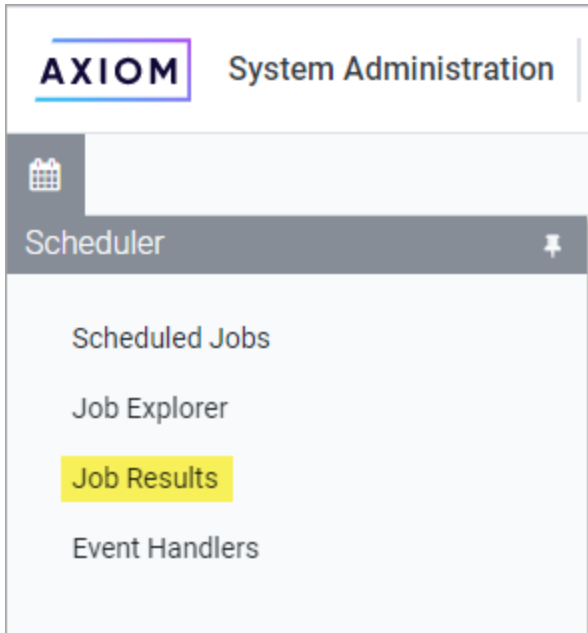 AXIOM System Administration
Scheduler
Scheduled Jobs
Job Explorer
Job Results
Event Handlers